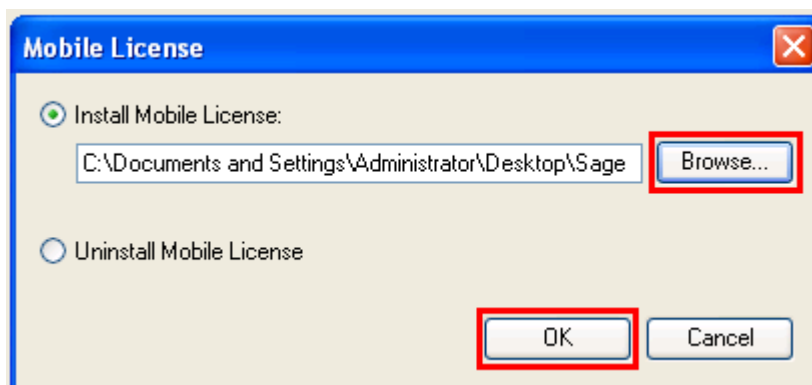 Mobile License
Install Mobile License:
C:\Documents and Settings\Administrator\Desktop\Sage
Browse...
Uninstall Mobile License
OK
Cancel